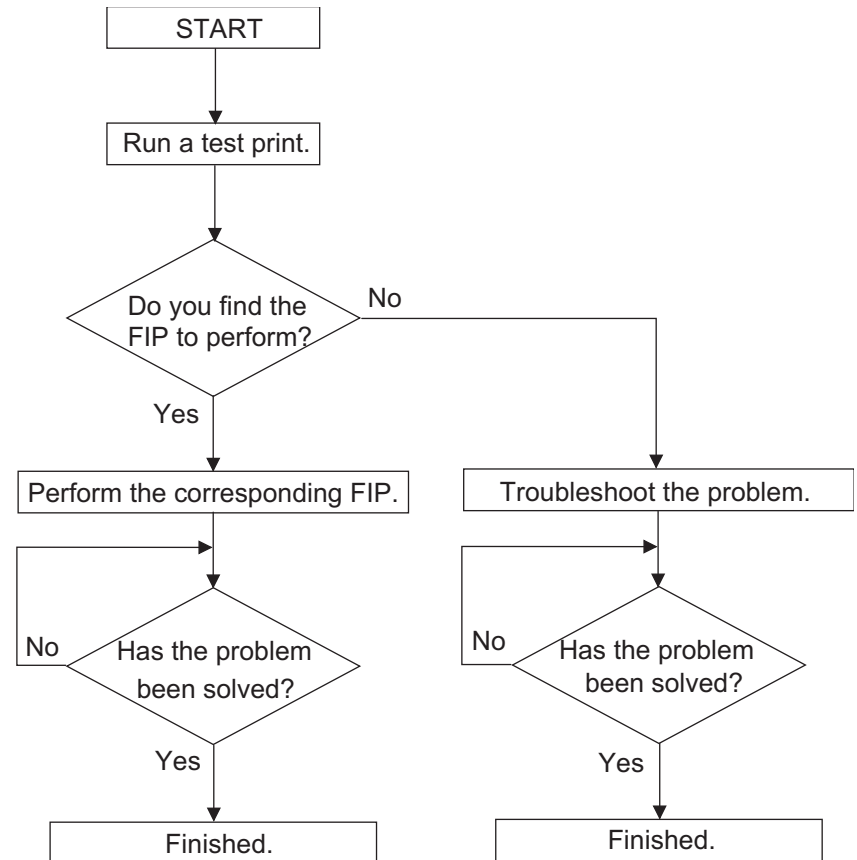 START
Run a test print.
Do you find the
FIP to perform?
No
Yes
Perform the corresponding FIP.
Troubleshoot the problem.
No
Has the problem
been solved?
No
Has the problem
been solved?
Yes
Yes
Finished.
Finished.